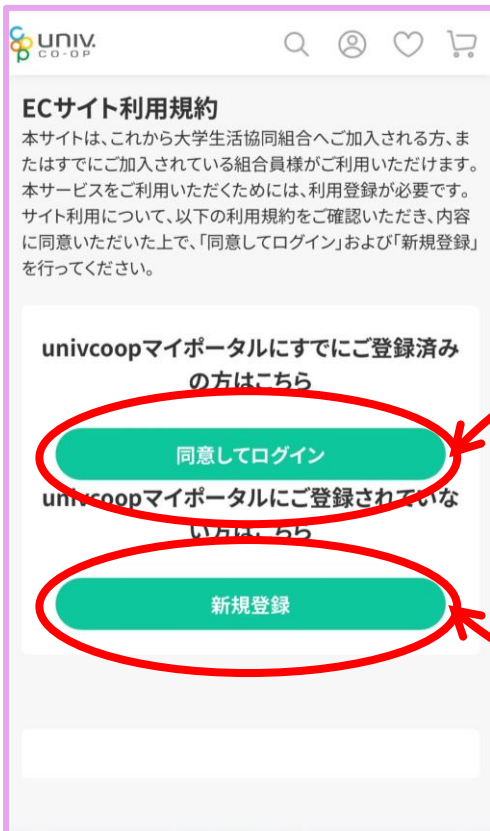 UNIV.
CO-OP
ECサイト利用規約
本サイトは、これから大学生活協同組合へご加入される方、ま
たはすでにご加入されている組合員様がご利用いただけます。
本サービスをご利用いただくためには、利用登録が必要です。
サイト利用について、以下の利用規約をご確認いただき、内容
に同意いただいた上で、「同意してログイン」および「新規登録」
を行ってください。
univcoopマイポータルにすでにご登録済み
の方はこちら
同意してログイン
univcoopマイポータルにご登録されていな
い方はこちら
新規登録